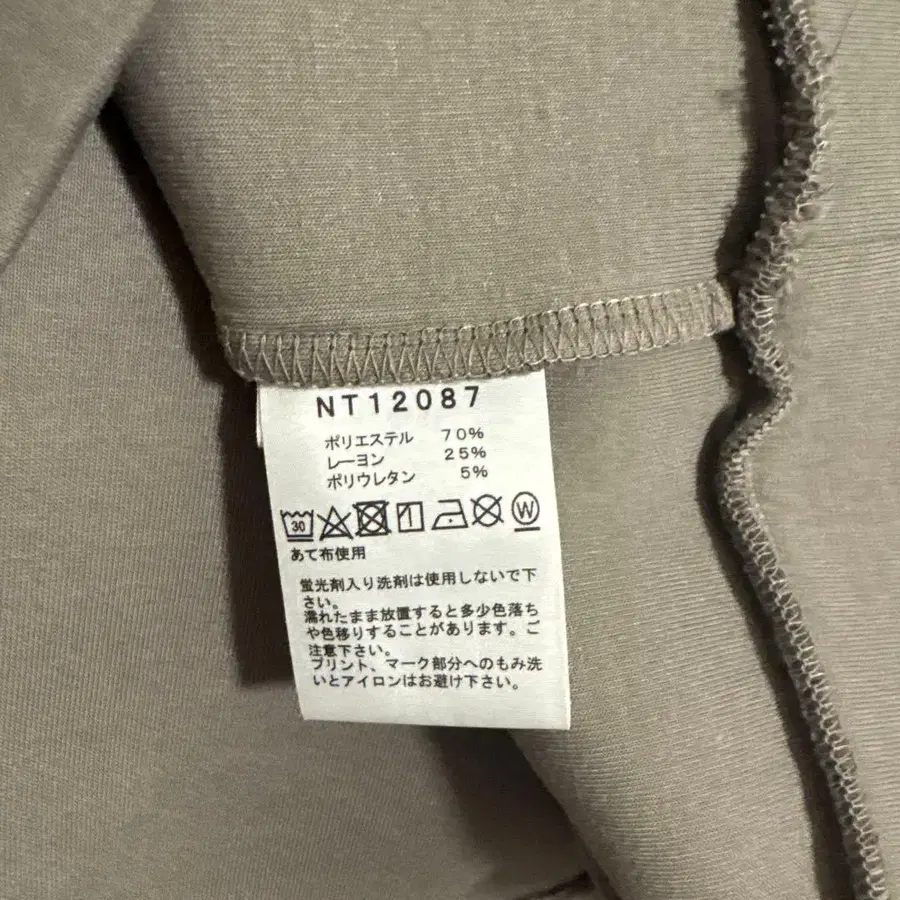 NT12087
ポリエステル 70%
レーヨン 25%
ポリウレタン 5%
30 W
あて布使用
蛍光剤入り洗剤は使用しないで下
さい。
濡れたまま放置すると多少色落ち
や色移りすることがあります。ご
注意下さい。
プリント、マーク部分へのもみ洗
いとアイロンはお避け下さい。